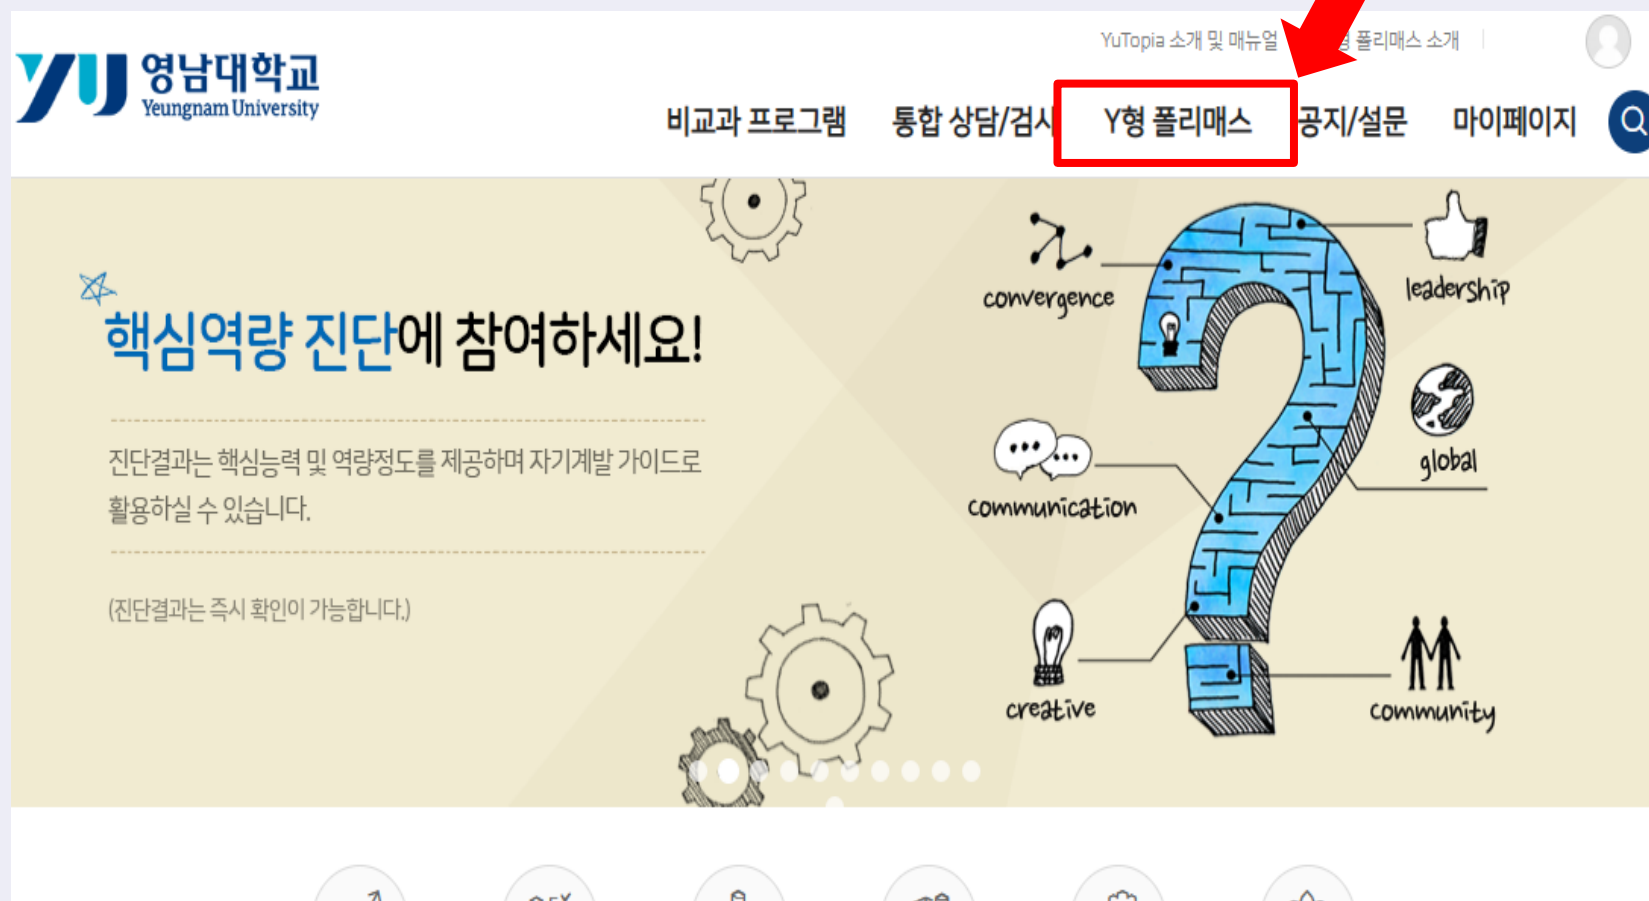 YuTopia 소개 및 매뉴얼 형 폴리매스 소개
YU 영남대학교
Yeungnam University
비교과 프로그램 통합 상담/검사 Y형 폴리매스 공지/설문 마이페이지
핵심역량 진단에 참여하세요!
진단결과는 핵심능력 및 역량정도를 제공하며 자기계발 가이드로
활용하실 수 있습니다.
(진단결과는 즉시 확인이 가능합니다.)
convergence
leadership
communication
global
creative
community